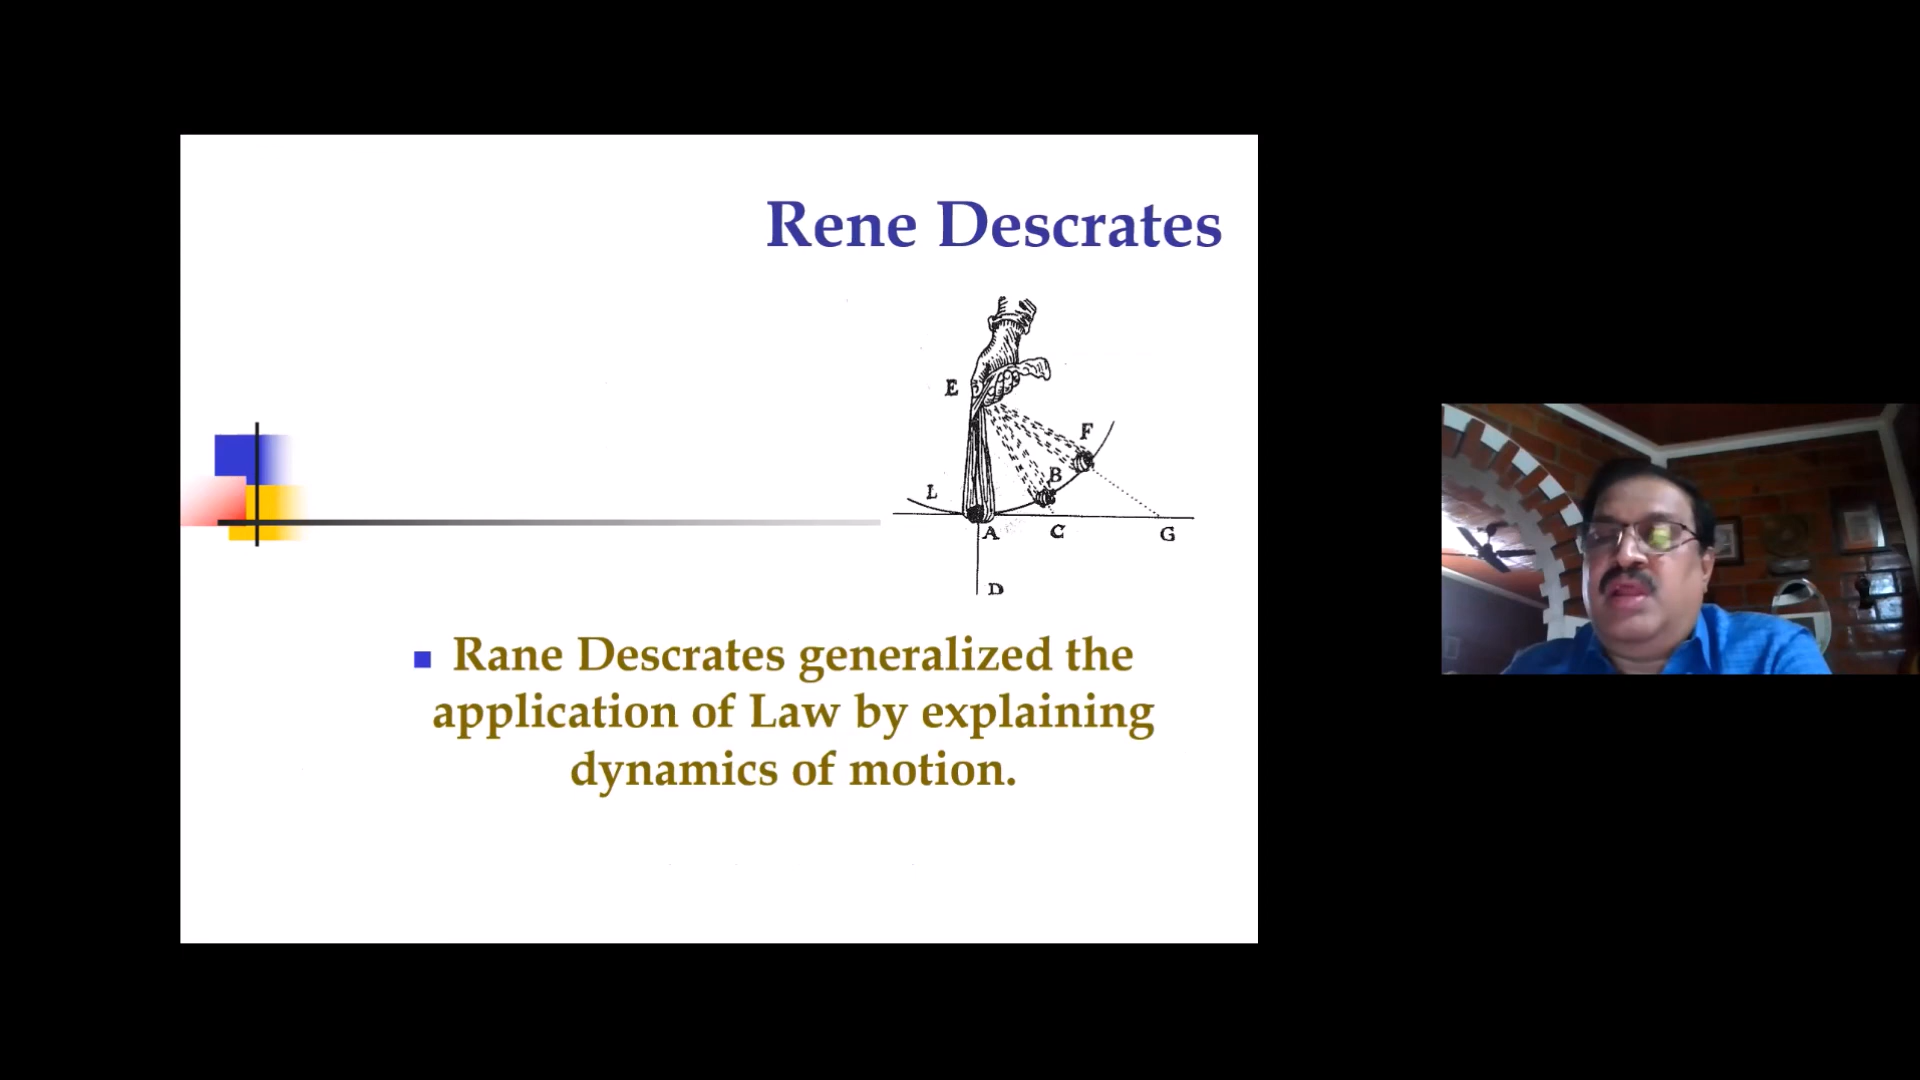 Rene Descrates
E
F
B
L
A
C
G
D
Rane Descrates generalized the
application of Law by explaining
dynamics of motion.